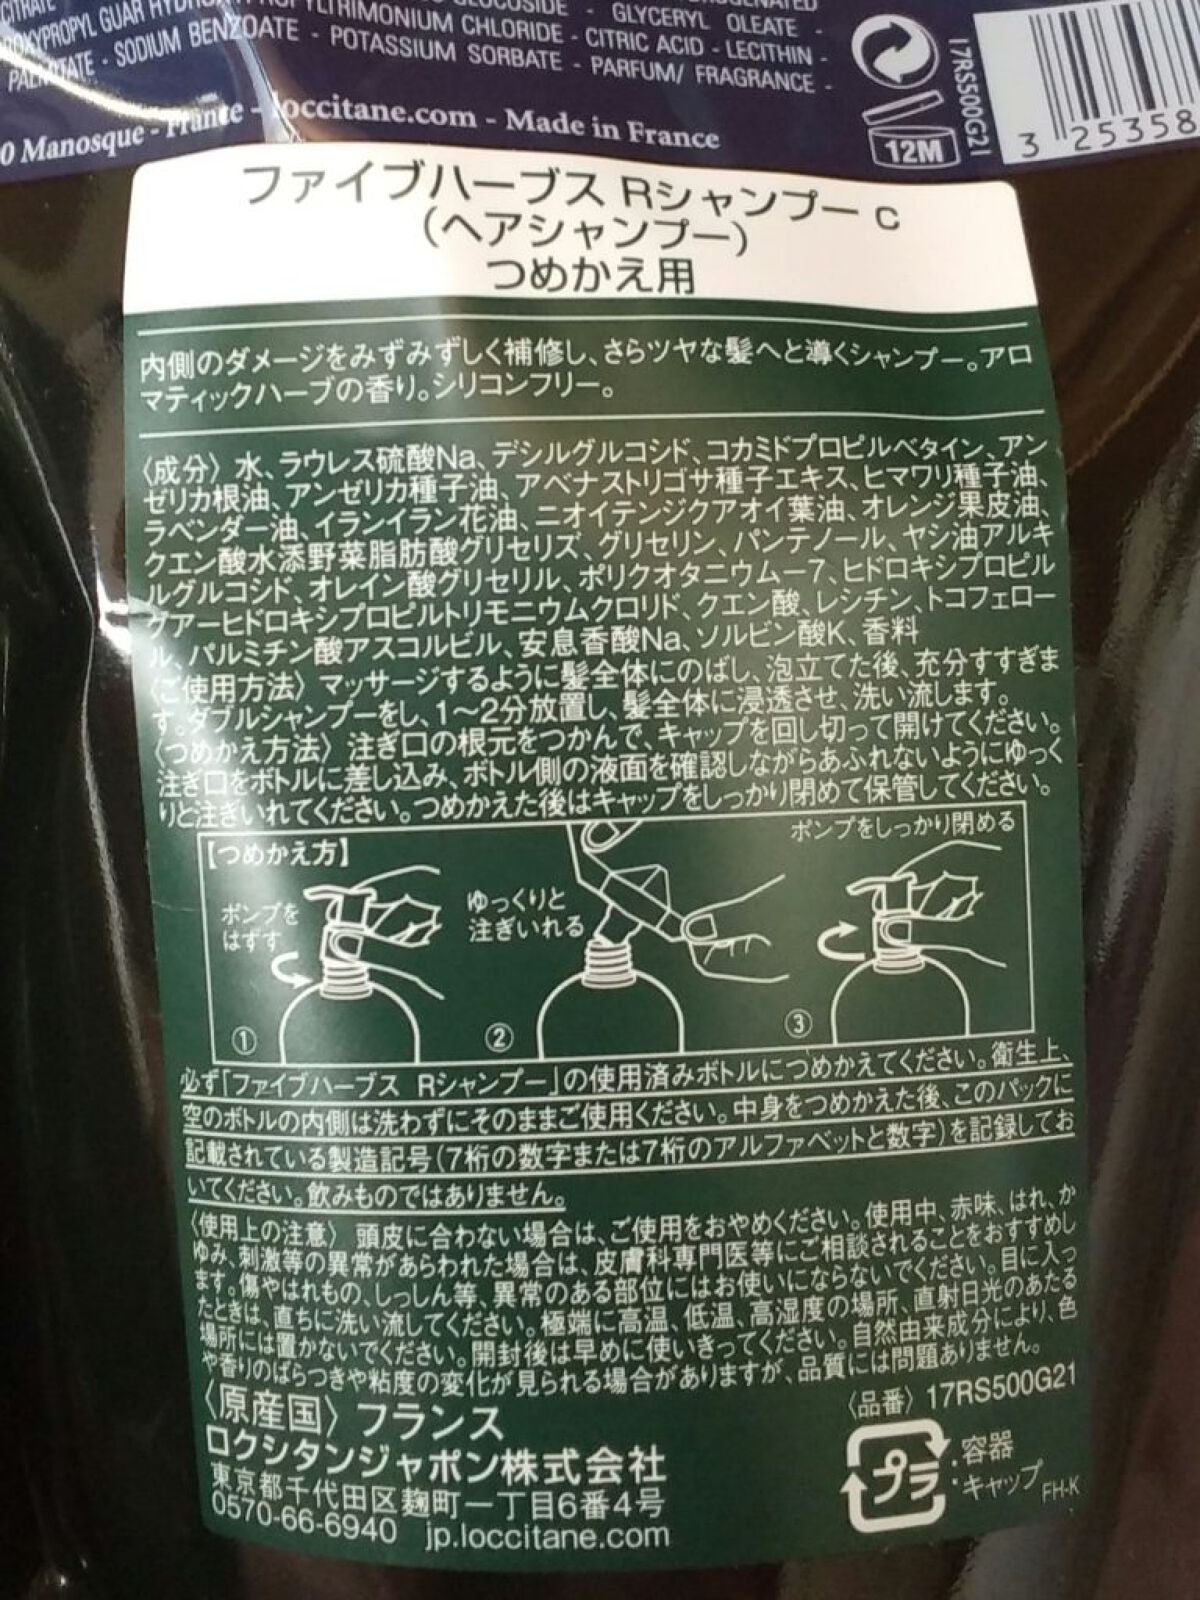 CITRATE
GLUCOSIDE - GLYCERYL OLEATE -
OXYPROPYL GUAR HYDROXYPROPYLTRIMONIUM CHLORIDE - CITRIC ACID - LECITHIN -
PALMITATE - SODIUM BENZOATE - POTASSIUM SORBATE - PARFUM/ FRAGRANCE -
0 Manosque - France - loccitane.com - Made in France
12M
17RS500G21
3 25358
ファイブハーブス Rシャンプー C
(ヘアシャンプー)
つめかえ用
内側のダメージをみずみずしく補修し、さらツヤな髪へと導くシャンプー。アロ
マティックハーブの香り。シリコンフリー。
〈成分〉水、ラウレス硫酸Na、デシルグルコシド、コカミドプロピルベタイン、アン
ゼリカ根油、アンゼリカ種子油、アベナストリゴサ種子エキス、ヒマワリ種子油、
ラベンダー油、イランイラン花油、ニオイテンジクアオイ葉油、オレンジ果皮油、
クエン酸水添野菜脂肪酸グリセリズ、グリセリン、パンテノール、ヤシ油アルキ
ルグルコシド、オレイン酸グリセリル、ポリクオタニウム-7、ヒドロキシプロピル
グアーヒドロキシプロピルトリモニウムクロリド、クエン酸、レシチン、トコフェロー
ル、パルミチン酸アスコルビル、安息香酸Na、ソルビン酸K、香料
〈ご使用方法〉マッサージするように髪全体にのばし、泡立てた後、充分すすぎま
す。ダブルシャンプーをし、1～2分放置し、髪全体に浸透させ、洗い流します。
〈つめかえ方法〉注ぎ口の根元をつかんで、キャップを回し切って開けてください。
注ぎ口をボトルに差し込み、ボトル側の液面を確認しながらあふれないようにゆっく
りと注ぎいれてください。つめかえた後はキャップをしっかり閉めて保管してください。
【つめかえ方】
ポンプを
はずす
①
ゆっくりと
注ぎいれる
②
ポンプをしっかり閉める
③
必ず「ファイブハーブス Rシャンプー」の使用済みボトルにつめかえてください。衛生上、
空のボトルの内側は洗わずにそのままご使用ください。中身をつめかえた後、このパックに
記載されている製造記号(7桁の数字または7桁のアルファベットと数字)を記録してお
いてください。飲みものではありません。
〈使用上の注意〉頭皮に合わない場合は、ご使用をおやめください。使用中、赤味、はれ、か
ゆみ、刺激等の異常があらわれた場合は、皮膚科専門医等にご相談されることをおすすめし
ます。傷やはれもの、しっしん等、異常のある部位にはお使いにならないでください。目に入っ
たときは、直ちに洗い流してください。極端に高温、低温、高湿度の場所、直射日光のあたる
場所には置かないでください。開封後は早めに使いきってください。自然由来成分により、色
や香りのばらつきや粘度の変化が見られる場合がありますが、品質には問題ありません。
〈原産国〉フランス
〈品番〉17RS500G21
ロクシタンジャポン株式会社
東京都千代田区麹町一丁目6番4号
0570-66-6940 jp.loccitane.com
プラ
:容器
:キャップ
FH-K